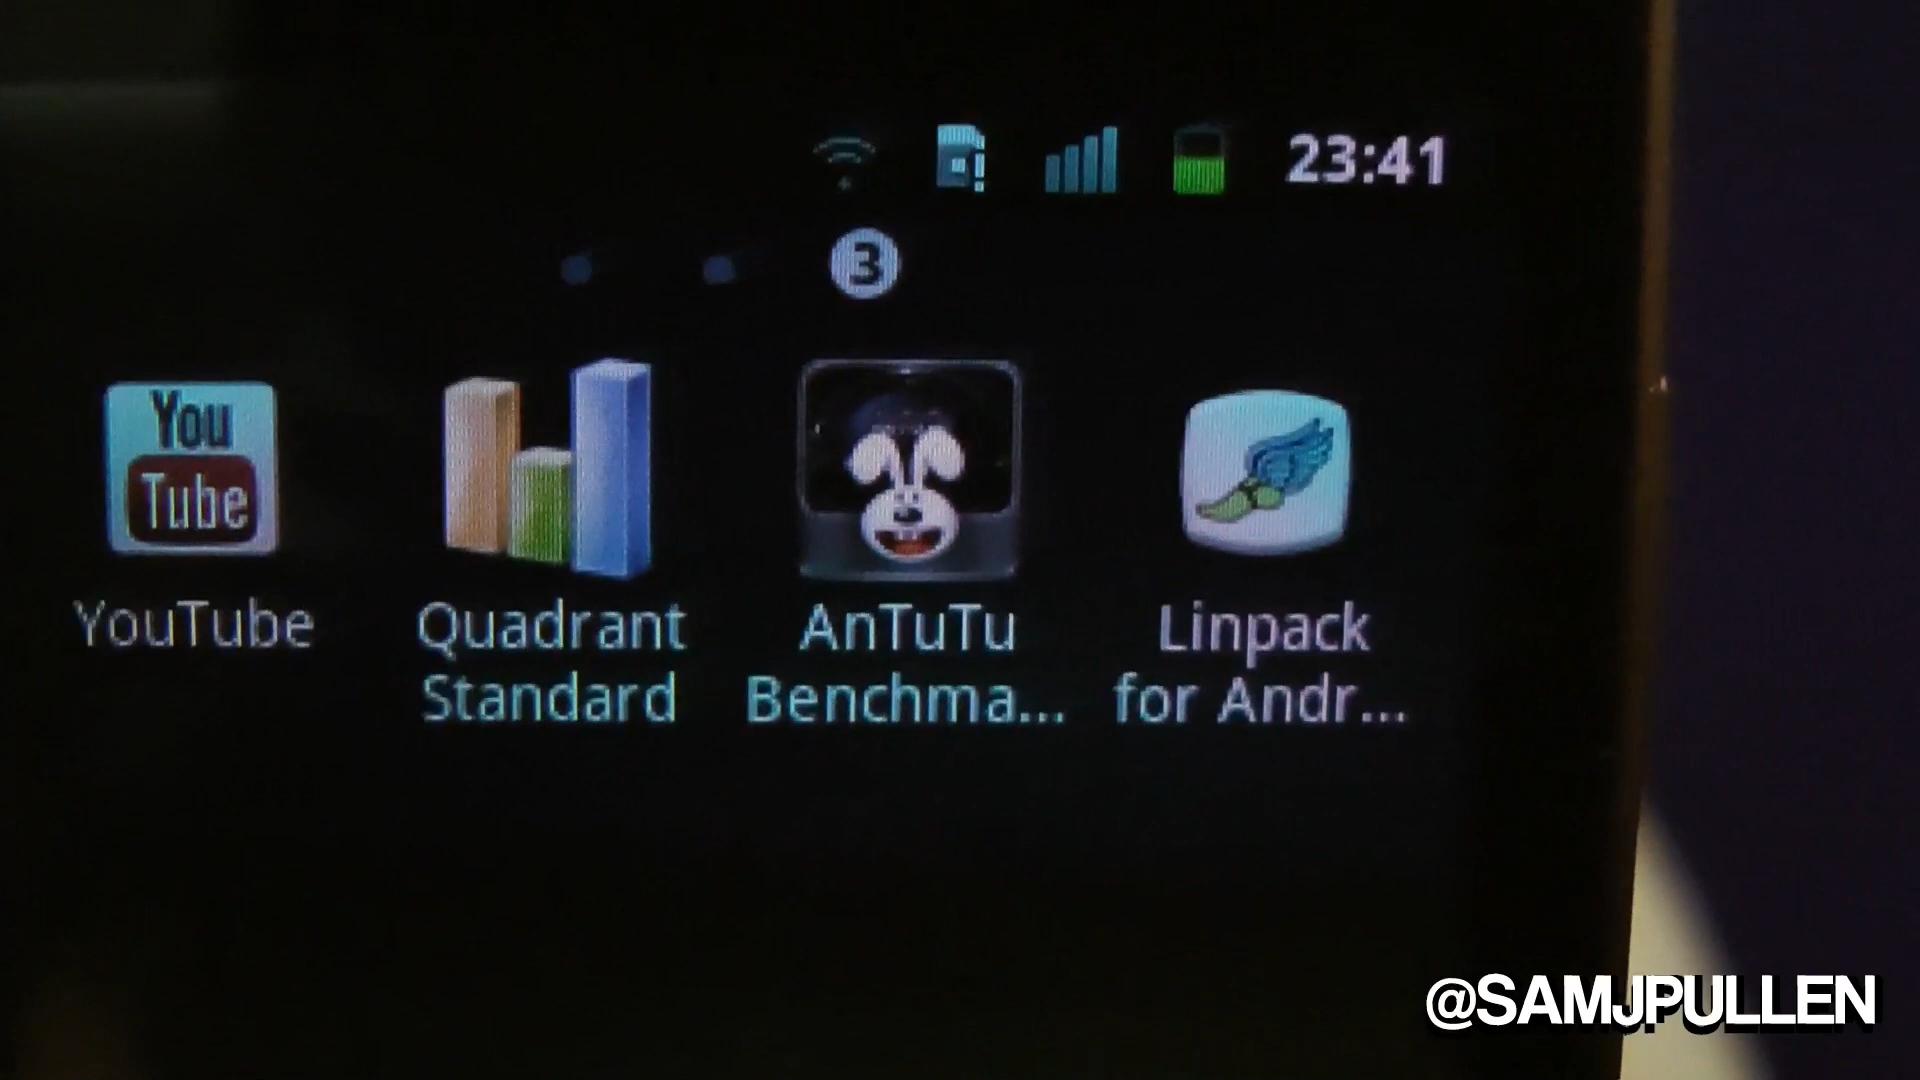 23:41
3
You
Tube
YouTube
Quadrant
Standard
AnTuTu
Benchma...
Linpack
for Andr...
@SAMJPULLEN